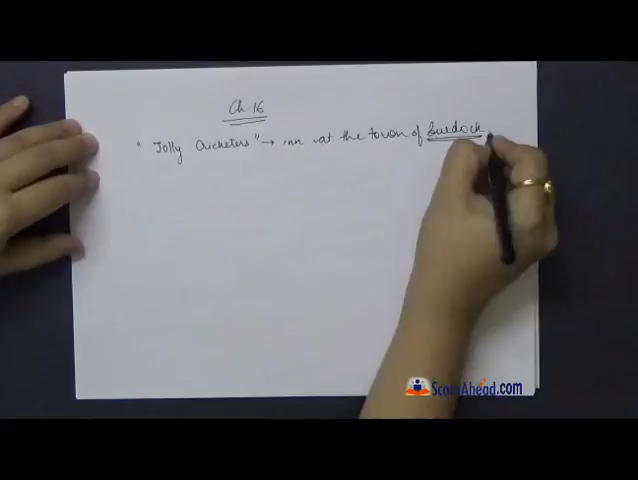 Ch. 16
" Jolly Cricketers " → inn at the town of Burdock
ScoreAhead.com